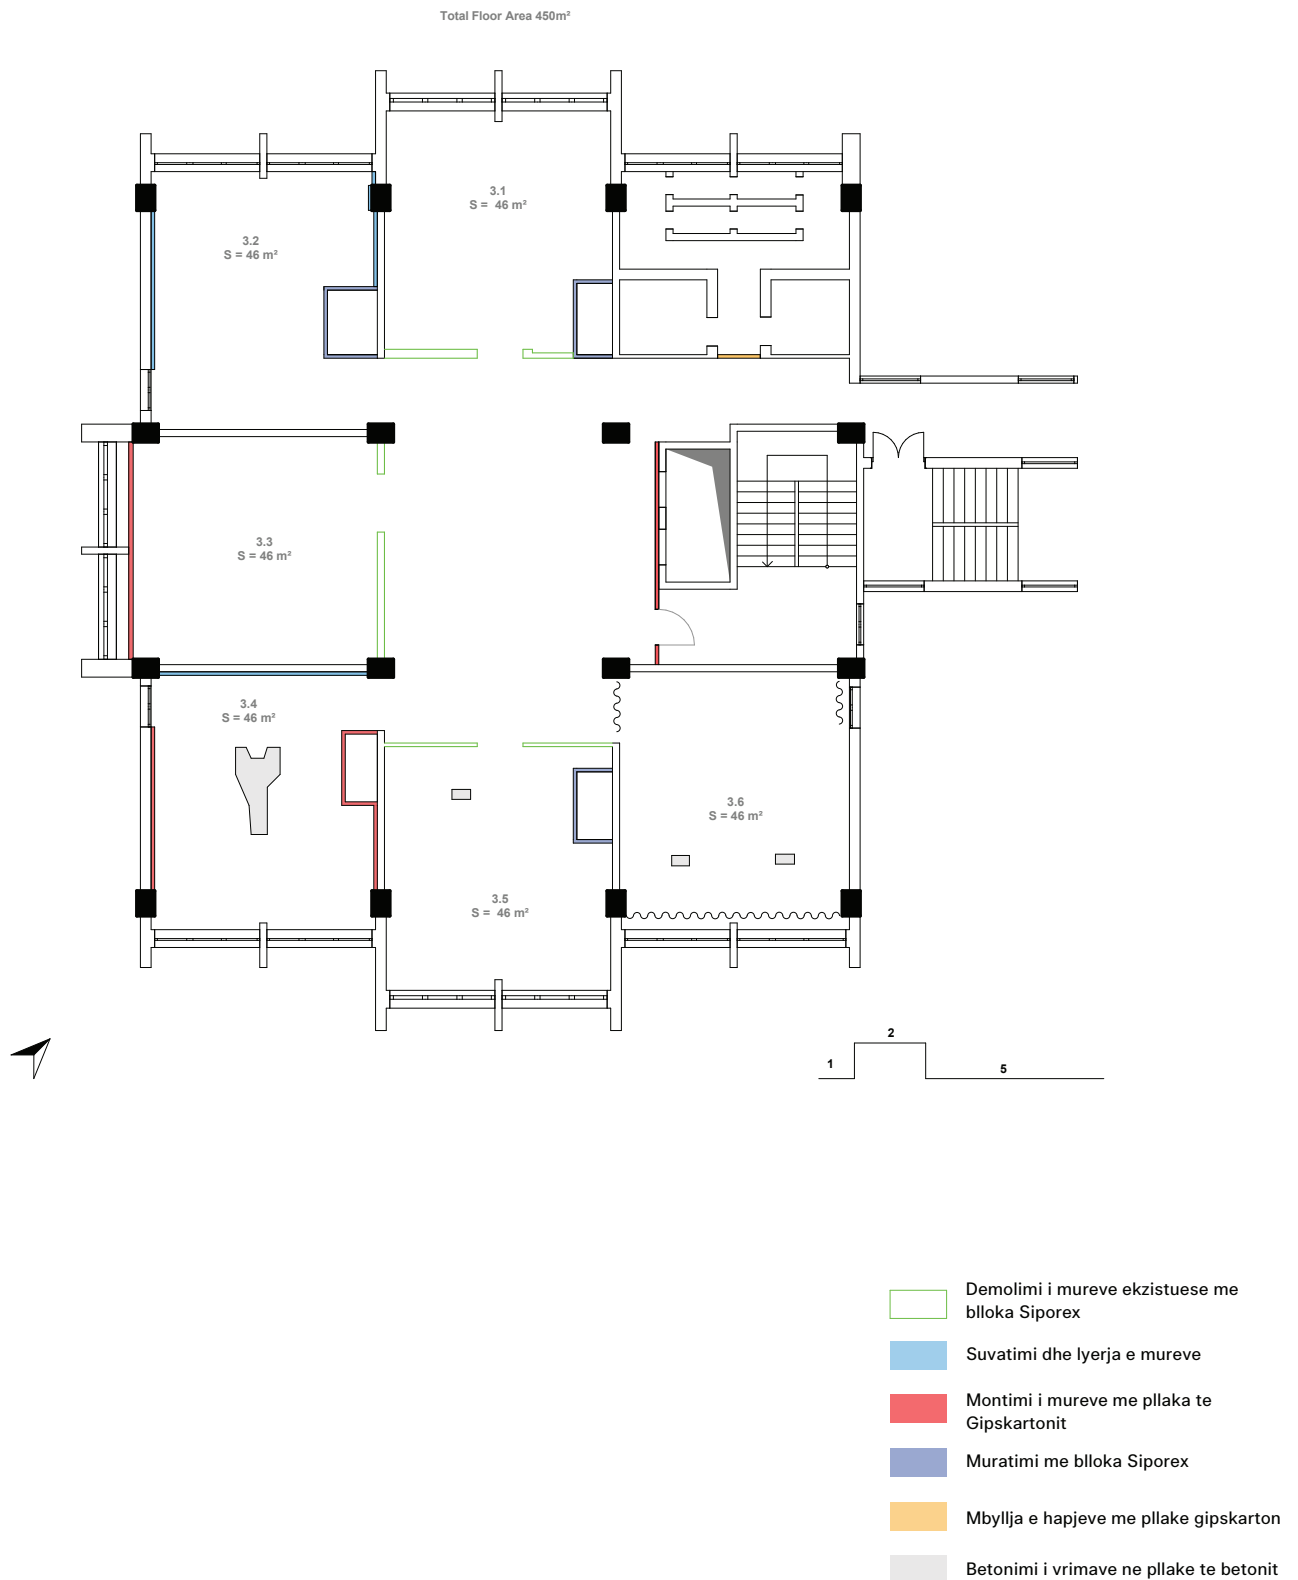 Total Floor Area 450m²
3.1
S = 46 m²
3.2
S = 46 m²
3.3
S = 46 m²
3.4
S = 46 m²
3.6
S = 46 m²
3.5
S = 46 m²
2
1
5
Demolimi i mureve ekzistuese me
blloka Siporex
Suvatimi dhe lyerja e mureve
Montimi i mureve me pllaka te
Gipskartonit
Muratimi me blloka Siporex
Mbyllja e hapjeve me pllake gipskarton
Betonimi i vrimave ne pllake te betonit